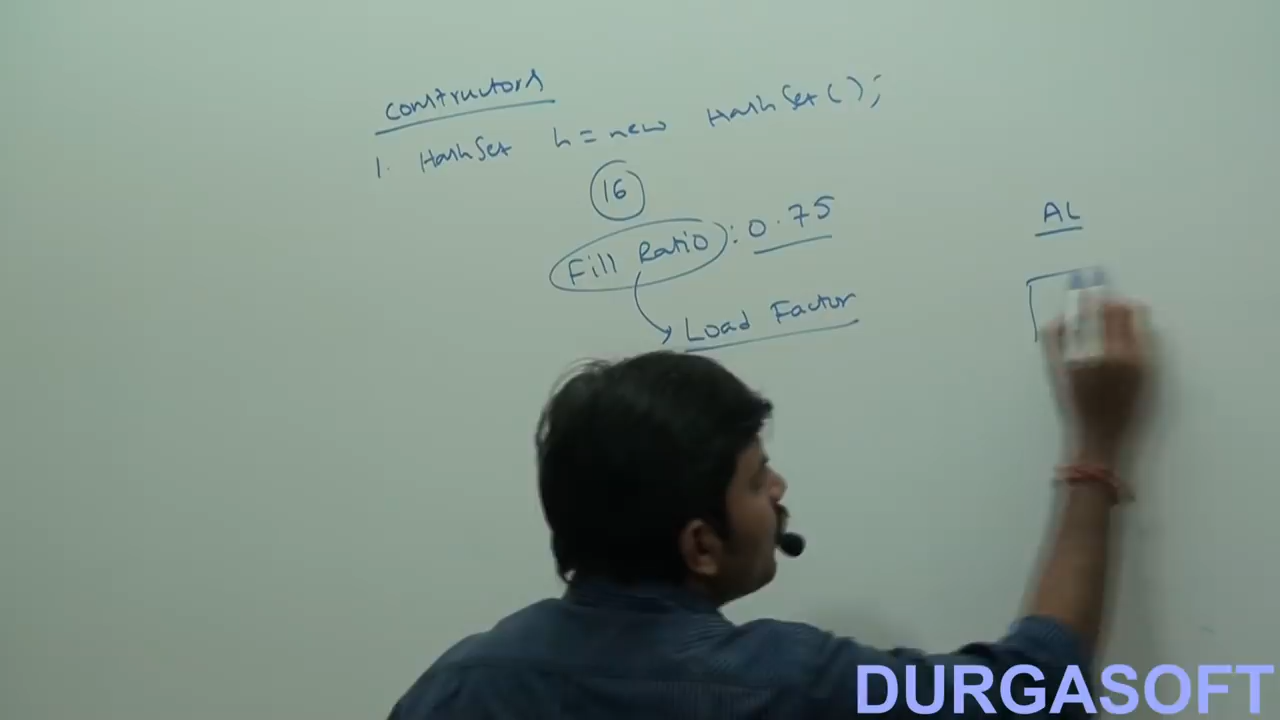 Constructors
1. HashSet h = new HashSet();
16
Fill Ratio : 0.75
Load Factor
AL
DURGASOFT